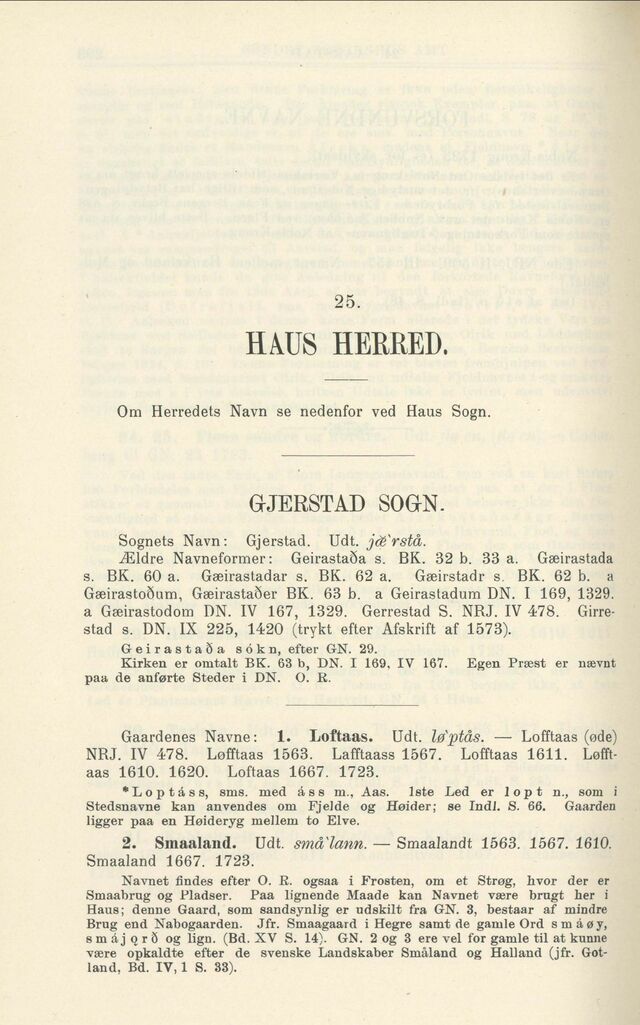 25.
HAUS HERRED.
Om Herredets Navn se nedenfor ved Haus Sogn.
GJERSTAD SOGN.
Sognets Navn: Gjerstad. Udt. jæ`rstå.
Ældre Navneformer: Geirastaða s. BK. 32 b. 33 a. Gæirastada
s. BK. 60 a. Gæirastadar s. BK. 62 a. Gæirstadr s. BK. 62 b. a
Gæirastoðum, Gæirastaðer BK. 63 b. a Geirastadum DN. I 169, 1329.
a Gæirastodom DN. IV 167, 1329. Gerrestad S. NRJ. IV 478. Girre-
stad s. DN. IX 225, 1420 (trykt efter Afskrift af 1573).
Geirastaða sókn, efter GN. 29.
Kirken er omtalt BK. 63 b, DN. I 169, IV 167. Egen Præst er nævnt
paa de anførte Steder i DN. O. R.
Gaardenes Navne: 1. Loftaas. Udt. lø`ptås. — Lofftaas (øde)
NRJ. IV 478. Løfftaas 1563. Lafftaass 1567. Lofftaas 1611. Løfft-
aas 1610. 1620. Loftaas 1667. 1723.
*Loptáss, sms. med áss m., Aas. 1ste Led er lopt n., som i
Stedsnavne kan anvendes om Fjelde og Høider; se Indl. S. 66. Gaarden
ligger paa en Høideryg mellem to Elve.
2. Smaaland. Udt. små`lann. — Smaalandt 1563. 1567. 1610.
Smaaland 1667. 1723.
Navnet findes efter O. R. ogsaa i Frosten, om et Strøg, hvor der er
Smaabrug og Pladser. Paa lignende Maade kan Navnet være brugt her i
Haus; denne Gaard, som sandsynlig er udskilt fra GN. 3, bestaar af mindre
Brug end Nabogaarden. Jfr. Smaagaard i Hegre samt de gamle Ord smáøy,
smájǫrð og lign. (Bd. XV S. 14). GN. 2 og 3 ere vel for gamle til at kunne
være opkaldte efter de svenske Landskaber Småland og Halland (jfr. Got-
land, Bd. IV, 1 S. 33).